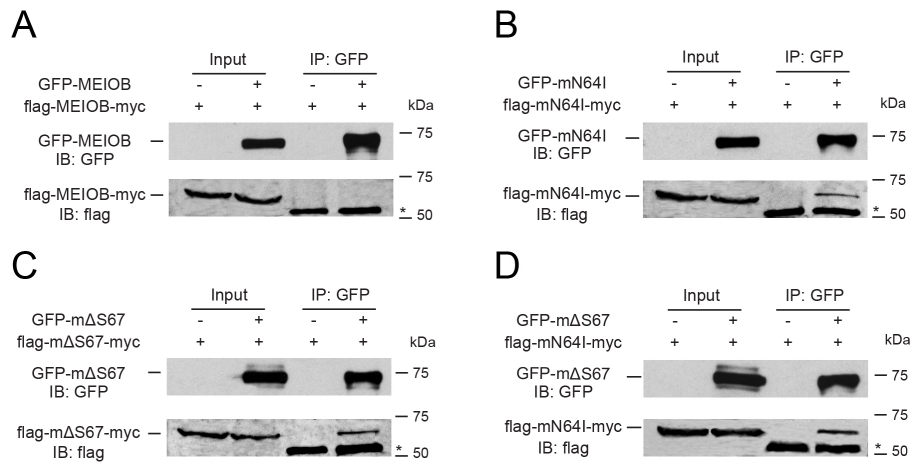 A
Input IP: GFP
GFP-MEIOB - + - +
flag-MEIOB-myc + + + + kDa
GFP-MEIOB
IB: GFP
75
75
flag-MEIOB-myc
IB: flag
* 50
B
Input IP: GFP
GFP-mN64I - + - +
flag-mN64I-myc + + + + kDa
GFP-mN64I
IB: GFP
75
75
flag-mN64I-myc
IB: flag
* 50
C
Input IP: GFP
GFP-mΔS67 - + - +
flag-mΔS67-myc + + + + kDa
GFP-mΔS67
IB: GFP
75
75
flag-mΔS67-myc
IB: flag
* 50
D
Input IP: GFP
GFP-mΔS67 - + - +
flag-mN64I-myc + + + + kDa
GFP-mΔS67
IB: GFP
75
75
flag-mN64I-myc
IB: flag
* 50